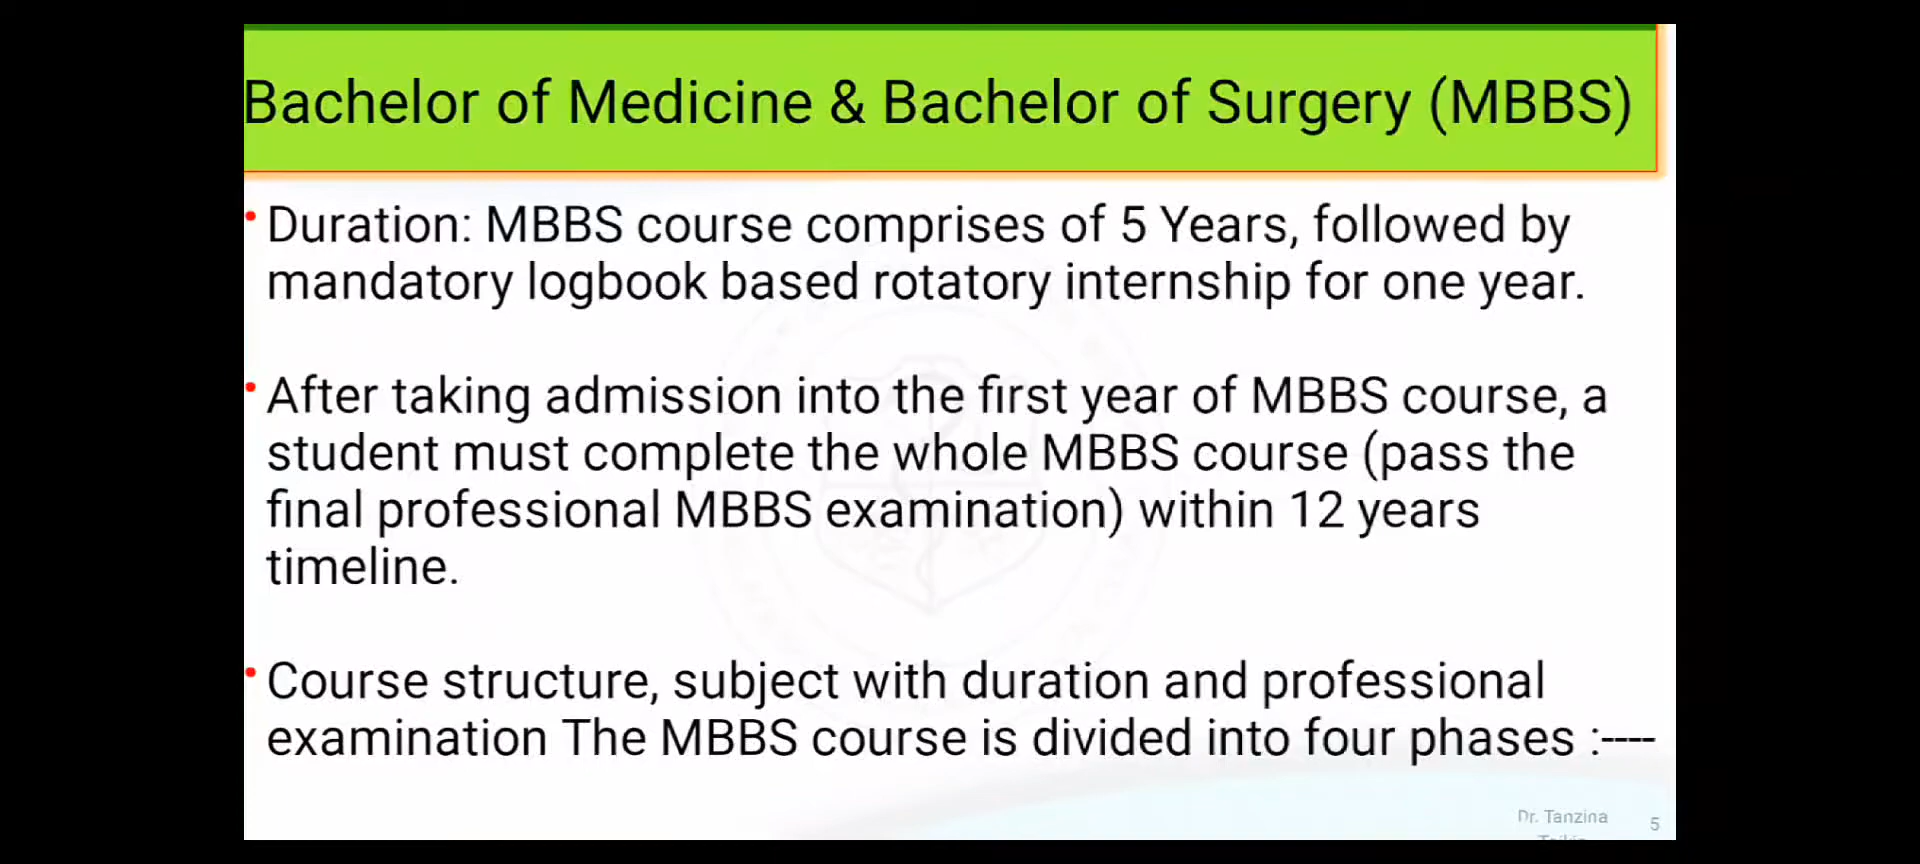 Bachelor of Medicine & Bachelor of Surgery (MBBS)
• Duration: MBBS course comprises of 5 Years, followed by
mandatory logbook based rotatory internship for one year.
• After taking admission into the first year of MBBS course, a
student must complete the whole MBBS course (pass the
final professional MBBS examination) within 12 years
timeline.
• Course structure, subject with duration and professional
examination The MBBS course is divided into four phases :----
Dr. Tanzina
5